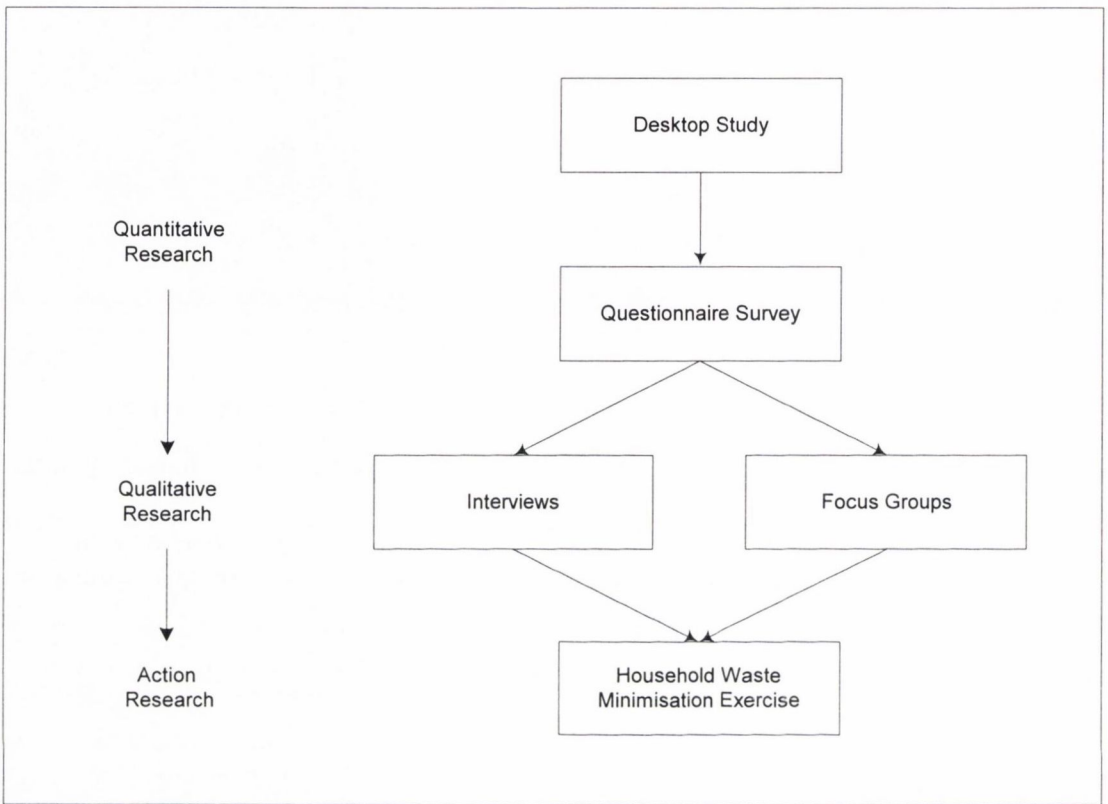 Desktop Study
Quantitative
Research
Questionnaire Survey
Qualitative
Research
Interviews
Focus Groups
Action
Research
Household Waste
Minimisation Exercise